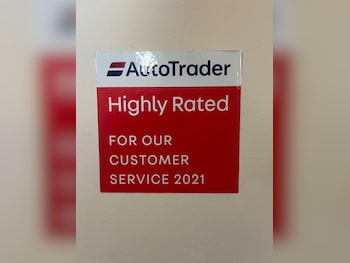 AutoTrader
Highly Rated
FOR OUR
CUSTOMER
SERVICE 2021